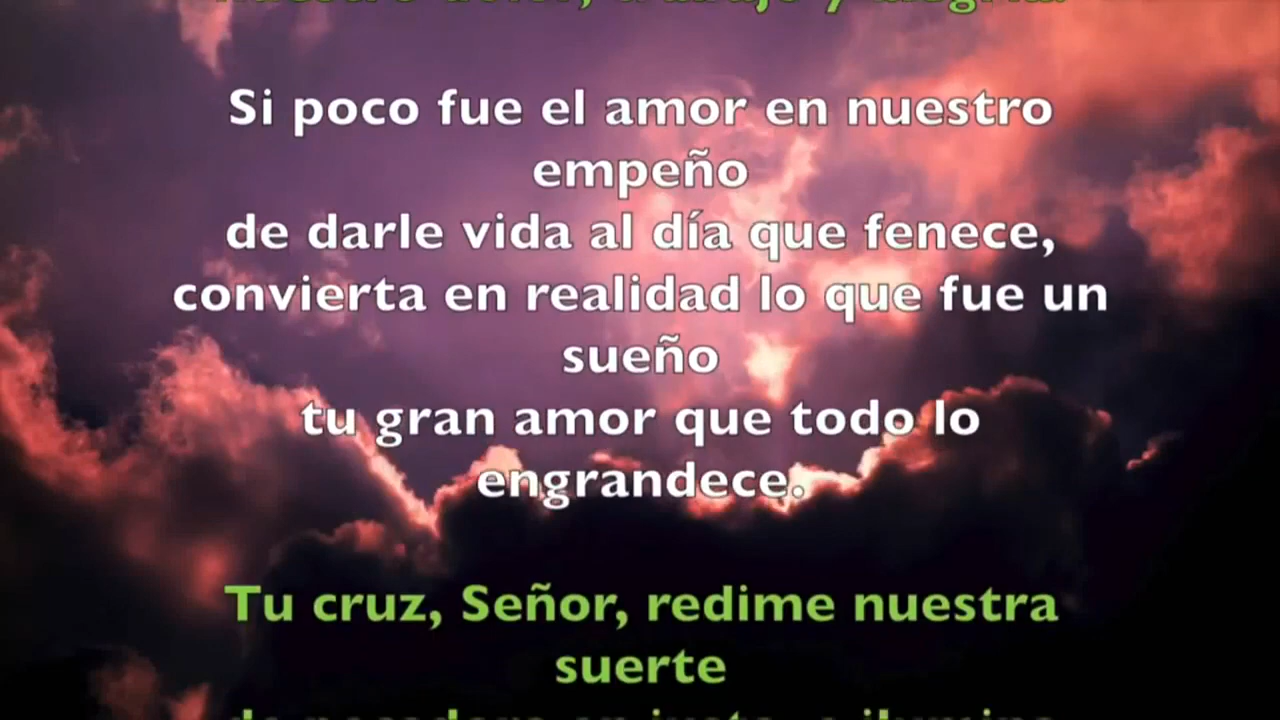 Si poco fue el amor en nuestro
empeño
de darle vida al día que fenece,
convierta en realidad lo que fue un
sueño
tu gran amor que todo lo
engrandece.
Tu cruz, Señor, redime nuestra
suerte